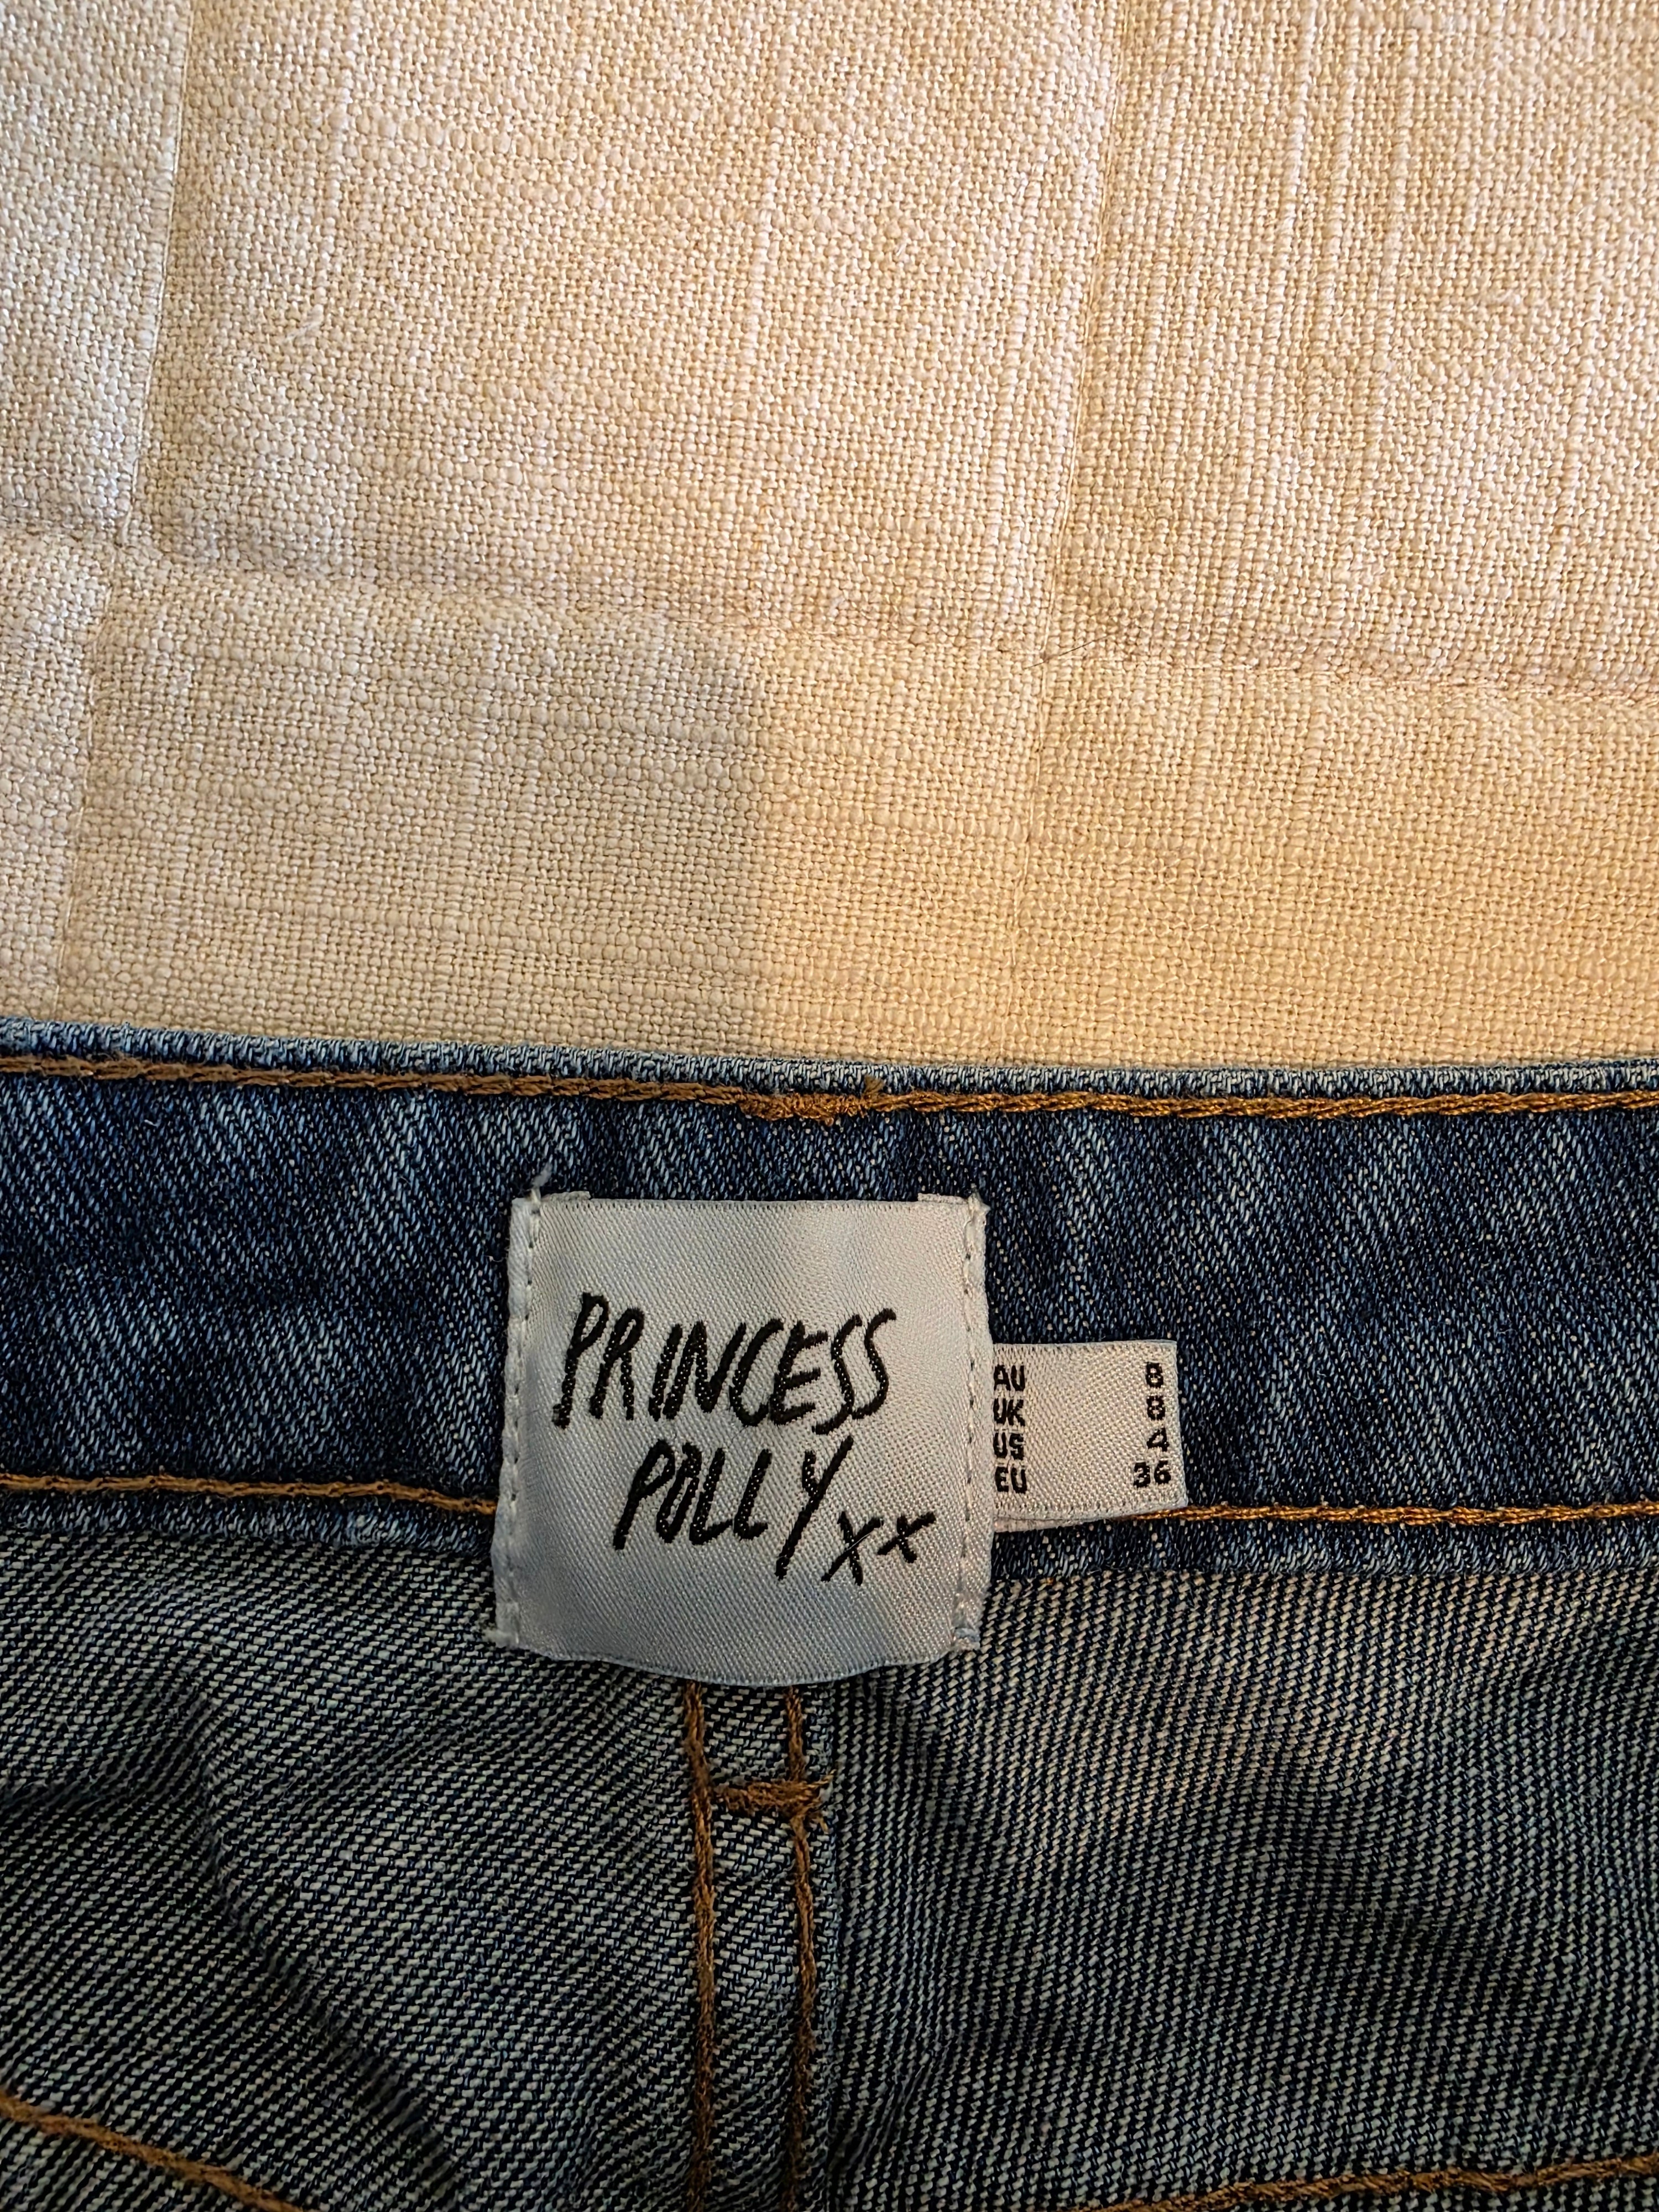 PRINCESS
POLLY xx
AU 8
UK 8
US 4
EU 36